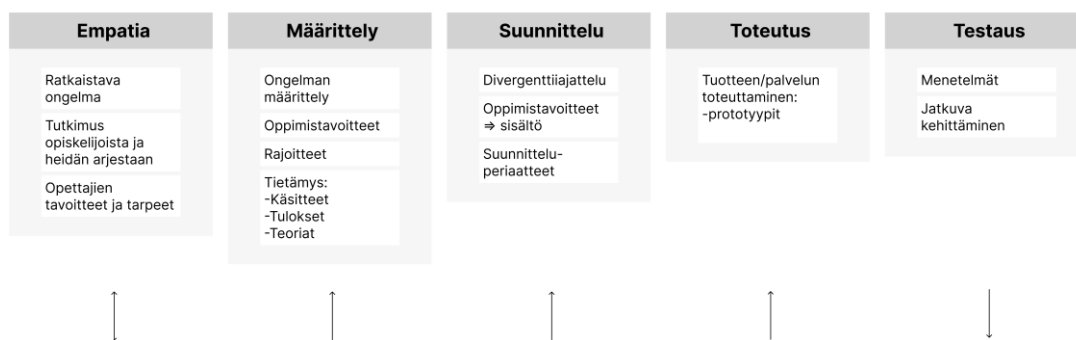 Empatia
Ratkaistava
ongelma
Tutkimus
opiskelijoista ja
heidän arjestaan
Opettajien
tavoitteet ja tarpeet
Määrittely
Ongelman
määrittely
Oppimistavoitteet
Rajoitteet
Tietämys:
-Käsitteet
-Tulokset
-Teoriat
Suunnittelu
Divergenttiajattelu
Oppimistavoitteet
⇒ sisältö
Suunnittelu-
periaatteet
Toteutus
Tuotteen/palvelun
toteuttaminen:
-prototyypit
Testaus
Menetelmät
Jatkuva
kehittäminen